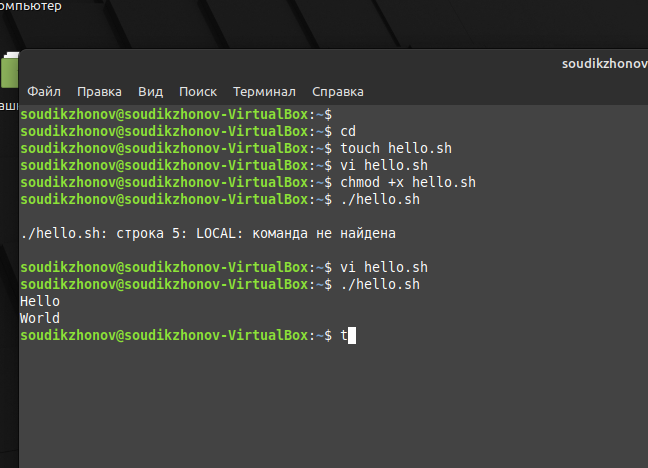 омпьютер
аш
soudikzhonov
Файл Правка Вид Поиск Терминал Справка
soudikzhonov@soudikzhonov-VirtualBox:~$
soudikzhonov@soudikzhonov-VirtualBox:~$ cd
soudikzhonov@soudikzhonov-VirtualBox:~$ touch hello.sh
soudikzhonov@soudikzhonov-VirtualBox:~$ vi hello.sh
soudikzhonov@soudikzhonov-VirtualBox:~$ chmod +x hello.sh
soudikzhonov@soudikzhonov-VirtualBox:~$ ./hello.sh
./hello.sh: строка 5: LOCAL: команда не найдена
soudikzhonov@soudikzhonov-VirtualBox:~$ vi hello.sh
soudikzhonov@soudikzhonov-VirtualBox:~$ ./hello.sh
Hello
World
soudikzhonov@soudikzhonov-VirtualBox:~$ t